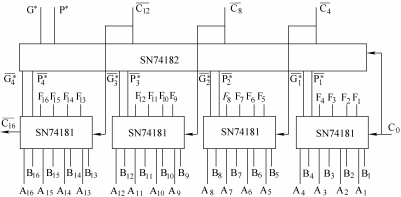 G* P* C̅₁₂ C̅₈ C̅₄
SN74182
G̅₄* P̅₄* G̅₃* P̅₃* G̅₂* P̅₂* G̅₁* P̅₁*
F₁₆ F₁₅ F₁₄ F₁₃ F₁₂ F₁₁ F₁₀ F₉ F₈ F₇ F₆ F₅ F₄ F₃ F₂ F₁
C̅₁₆ SN74181 SN74181 SN74181 SN74181 C₀
B₁₆ B₁₅ B₁₄ B₁₃ B₁₂ B₁₁ B₁₀ B₉ B₈ B₇ B₆ B₅ B₄ B₃ B₂ B₁
A₁₆ A₁₅ A₁₄ A₁₃ A₁₂ A₁₁ A₁₀ A₉ A₈ A₇ A₆ A₅ A₄ A₃ A₂ A₁